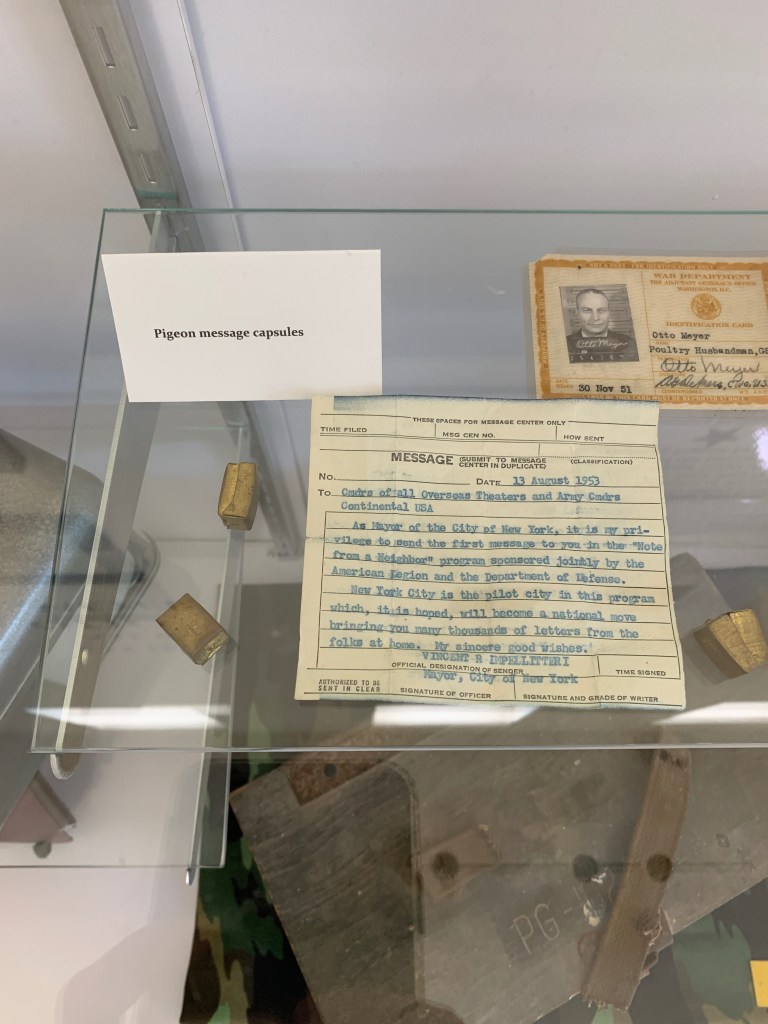 Pigeon message capsules
WAR DEPARTMENT
THE ADJUTANT GENERAL'S OFFICE
WASHINGTON, D.C.
IDENTIFICATION CARD
Otto Meyer
Poultry Husbandman, GS
Otto Meyer
Otto Meyer
30 Nov 51
THESE SPACES FOR MESSAGE CENTER ONLY
TIME FILED MSG CEN NO. HOW SENT
MESSAGE (SUBMIT TO MESSAGE CENTER IN DUPLICATE) (CLASSIFICATION)
No. DATE 13 August 1953
To Cmdrs of all Overseas Theaters and Army Cmdrs
Continental USA
As Mayor of the City of New York, it is my pri-
vilege to send the first message to you in the "Note
from a Neighbor" program sponsored jointly by the
American Legion and the Department of Defense.
New York City is the pilot city in this program
which, it is hoped, will become a national move
bringing you many thousands of letters from the
folks at home. My sincere good wishes.
VINCENT R IMPELLITTERI
OFFICIAL DESIGNATION OF SENDER TIME SIGNED
Mayor, City of New York
AUTHORIZED TO BE
SENT IN CLEAR SIGNATURE OF OFFICER SIGNATURE AND GRADE OF WRITER
PG-